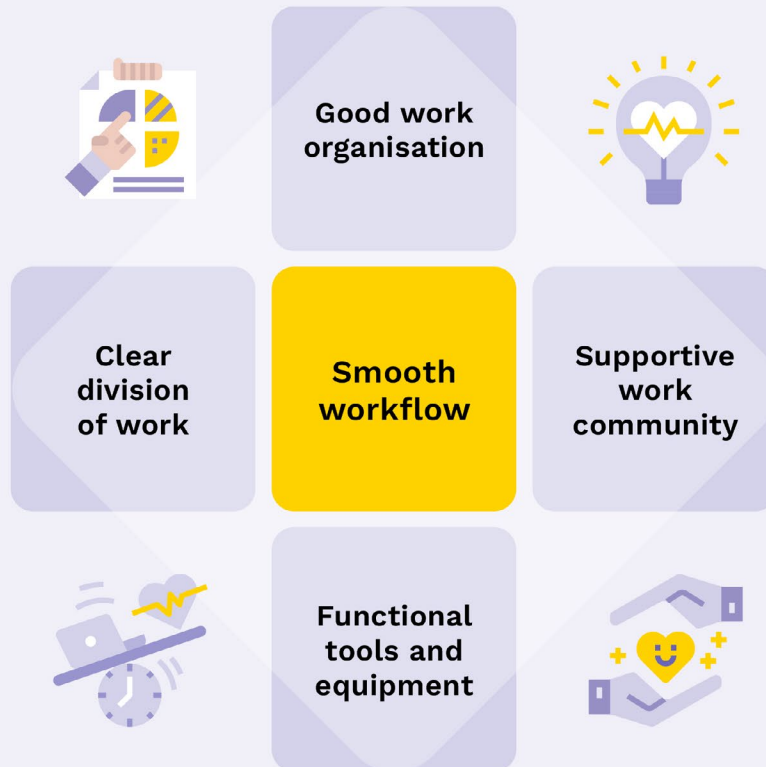 Good work
organisation
Clear
division
of work
Smooth
workflow
Supportive
work
community
Functional
tools and
equipment